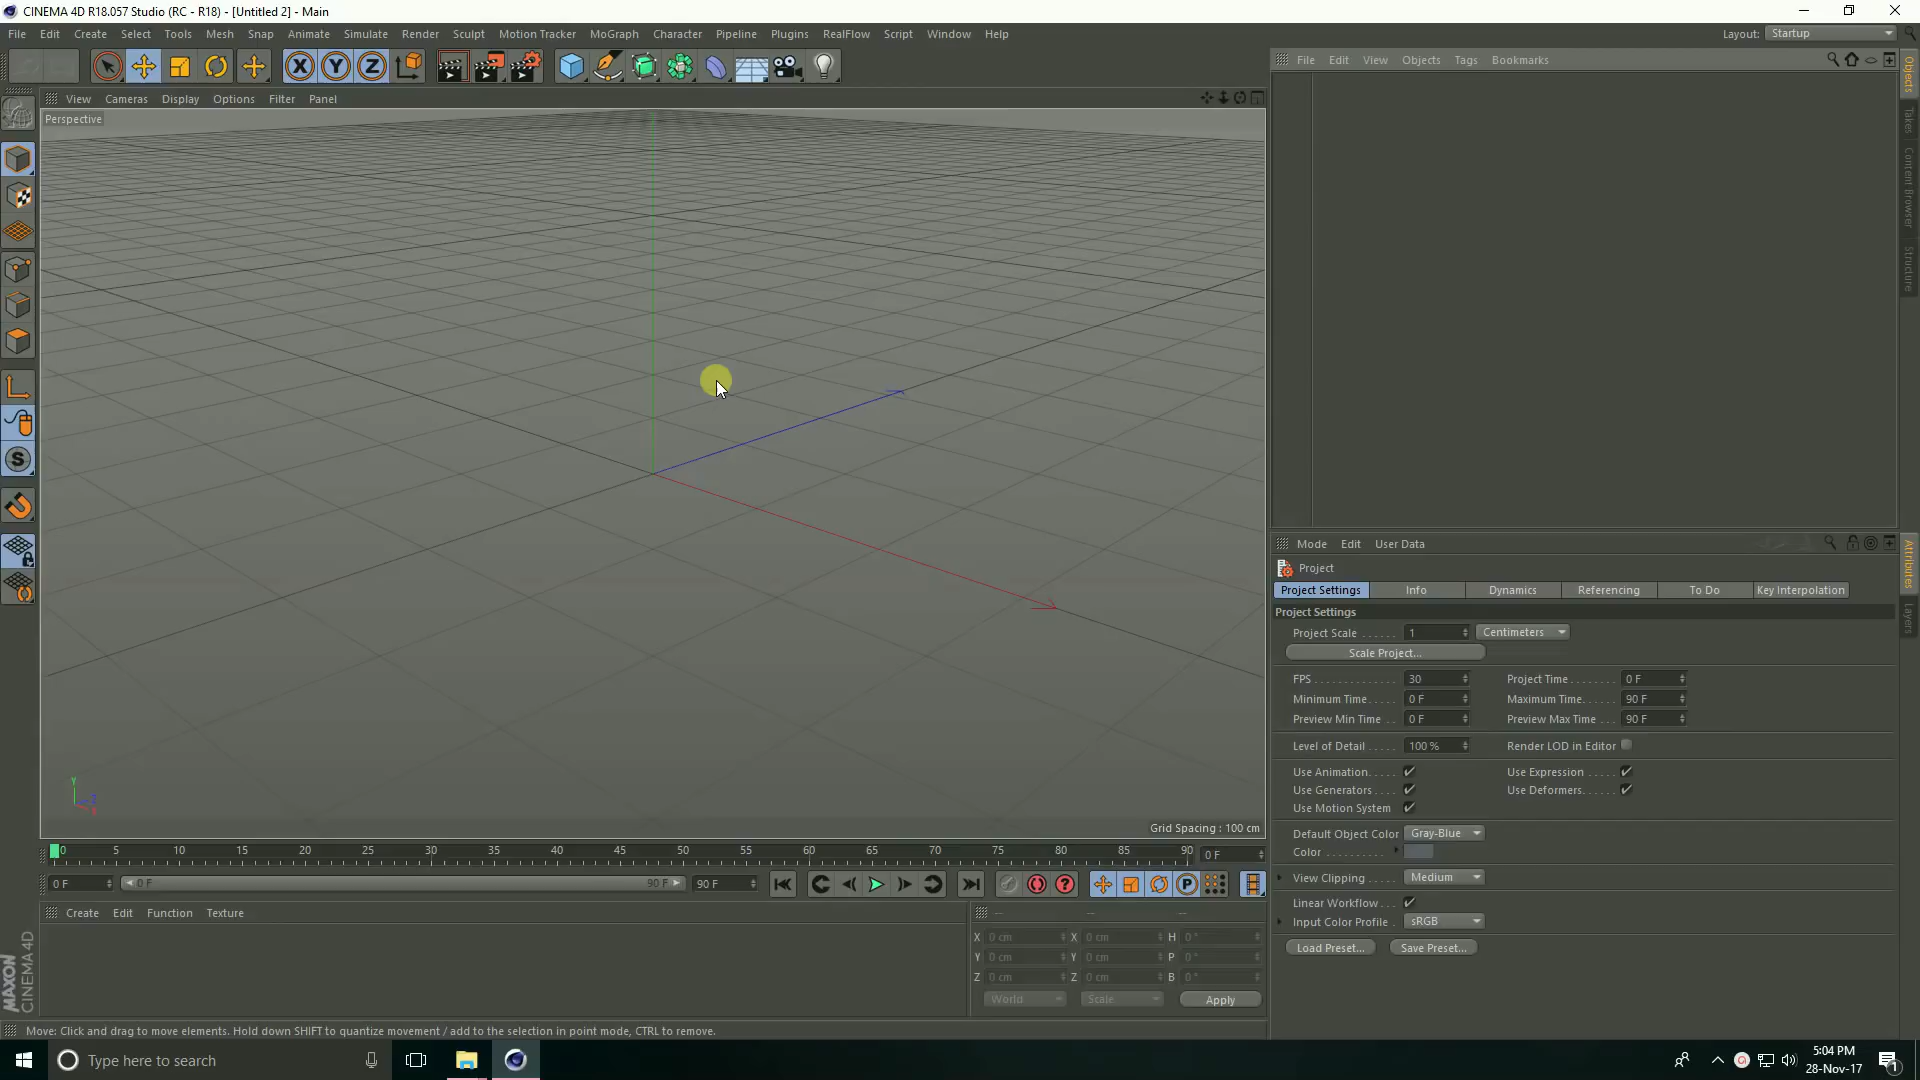 CINEMA 4D R18.057 Studio (RC - R18) - [Untitled 2] - Main
File Edit Create Select Tools Mesh Snap Animate Simulate Render Sculpt Motion Tracker MoGraph Character Pipeline Plugins RealFlow Script Window Help
Layout: Startup
X Y Z
File Edit View Objects Tags Bookmarks
Objects
Takes
Content Browser
Structure
View Cameras Display Options Filter Panel
Perspective
Y
Z
X
Grid Spacing : 100 cm
Mode Edit User Data
Attributes
Layers
Project
Project Settings Info Dynamics Referencing To Do Key Interpolation
Project Settings
Project Scale 1 Centimeters
Scale Project...
FPS 30 Project Time 0 F
Minimum Time 0 F Maximum Time 90 F
Preview Min Time 0 F Preview Max Time 90 F
Level of Detail 100 % Render LOD in Editor
Use Animation Use Expression
Use Generators Use Deformers
Use Motion System
Default Object Color Gray-Blue
Color
View Clipping Medium
Linear Workflow
Input Color Profile sRGB
Load Preset... Save Preset...
0 5 10 15 20 25 30 35 40 45 50 55 60 65 70 75 80 85 90 0 F
0 F 0 F 90 F 90 F
P
Create Edit Function Texture
-- -- --
X 0 cm X 0 cm H 0 °
Y 0 cm Y 0 cm P 0 °
Z 0 cm Z 0 cm B 0 °
World Scale Apply
MAXON
CINEMA 4D
Move: Click and drag to move elements. Hold down SHIFT to quantize movement / add to the selection in point mode, CTRL to remove.
Type here to search
5:04 PM
28-Nov-17
1